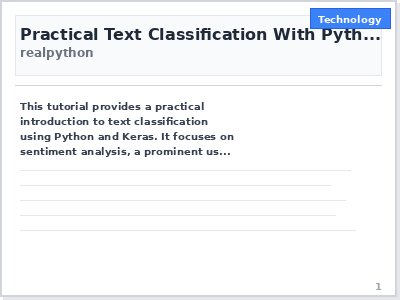 Technology
Practical Text Classification With Pyth...
realpython
This tutorial provides a practical
introduction to text classification
using Python and Keras. It focuses on
sentiment analysis, a prominent us...
1